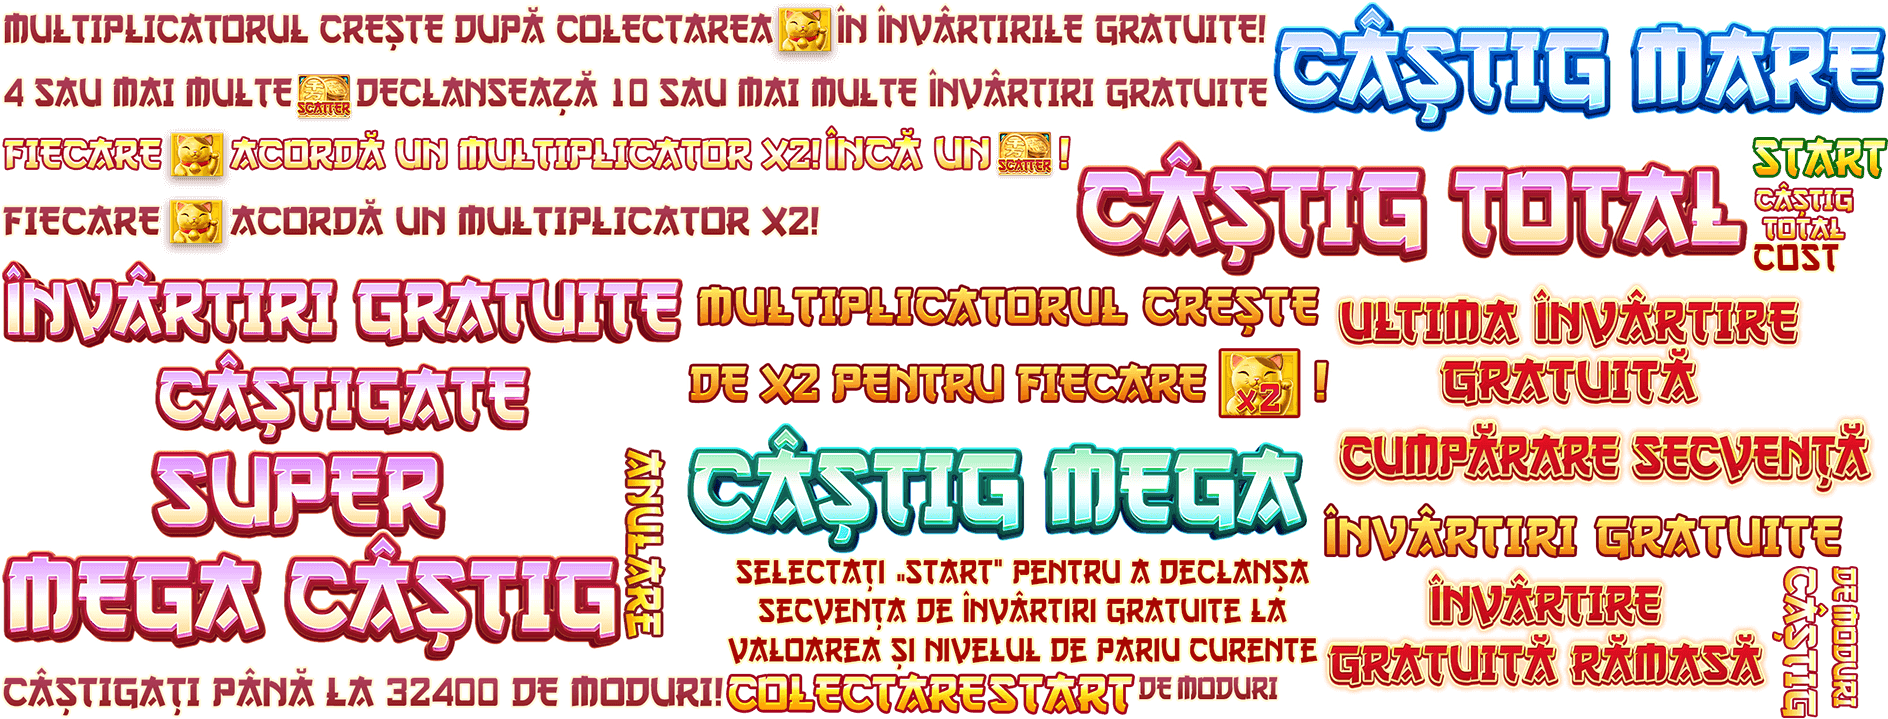 MULTIPLICATORUL CREȘTE DUPĂ COLECTAREA ÎN ÎNVÂRTIRILE GRATUITE!
4 SAU MAI MULTE SCATTER DECLANSEAZĂ 10 SAU MAI MULTE ÎNVÂRTIRI GRATUITE
CÂȘTIG MARE
FIECARE ACORDĂ UN MULTIPLICATOR X2!
ÎNCĂ UN SCATTER !
START
FIECARE ACORDĂ UN MULTIPLICATOR X2!
CÂȘTIG TOTAL
CÂȘTIG
TOTAL
COST
ÎNVÂRTIRI GRATUITE
CÂȘTIGATE
MULTIPLICATORUL CREȘTE
DE X2 PENTRU FIECARE X2 !
ULTIMA ÎNVÂRTIRE
GRATUITĂ
SUPER
MEGA CÂȘTIG
ANULARE
CÂȘTIG MEGA
CUMPĂRARE SECVENȚĂ
ÎNVÂRTIRI GRATUITE
SELECTAȚI „START” PENTRU A DECLANȘA
SECVENȚA DE ÎNVÂRTIRI GRATUITE LA
VALOAREA ȘI NIVELUL DE PARIU CURENTE
ÎNVÂRTIRE
GRATUITĂ RĂMASĂ
DE MODURI
CÂȘTIG
CÂȘTIGAȚI PÂNĂ LA 32400 DE MODURI!
COLECTARE
START
DE MODURI